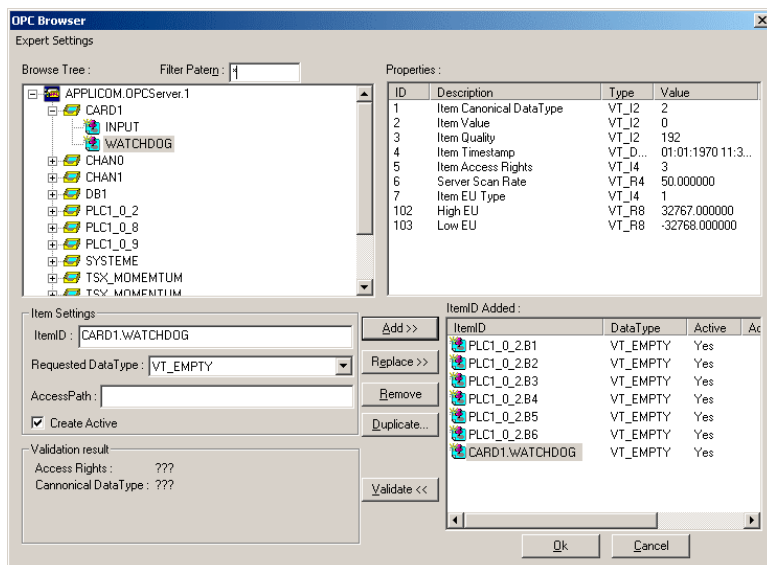 OPC Browser
Expert Settings
Browse Tree :
Filter Patern : *
APPLICOM.OPCServer.1
CARD1
INPUT
WATCHDOG
CHAN0
CHAN1
DB1
PLC1_0_2
PLC1_0_8
PLC1_0_9
SYSTEME
TSX_MOMEMTUM
TSX_MOMENTUM
Properties :
ID Description Type Value
1 Item Canonical DataType VT_I2 2
2 Item Value VT_I2 0
3 Item Quality VT_I2 192
4 Item Timestamp VT_D... 01:01:1970 11:3...
5 Item Access Rights VT_I4 3
6 Server Scan Rate VT_R4 50.000000
7 Item EU Type VT_I4 1
102 High EU VT_R8 32767.000000
103 Low EU VT_R8 -32768.000000
Item Settings
ItemID : CARD1.WATCHDOG
Requested DataType : VT_EMPTY
AccessPath :
Create Active
Validation result
Access Rights : ???
Cannonical DataType : ???
Add >>
Replace >>
Remove
Duplicate...
Validate <<
ItemID Added :
ItemID DataType Active Ac
PLC1_0_2.B1 VT_EMPTY Yes
PLC1_0_2.B2 VT_EMPTY Yes
PLC1_0_2.B3 VT_EMPTY Yes
PLC1_0_2.B4 VT_EMPTY Yes
PLC1_0_2.B5 VT_EMPTY Yes
PLC1_0_2.B6 VT_EMPTY Yes
CARD1.WATCHDOG VT_EMPTY Yes
Ok
Cancel